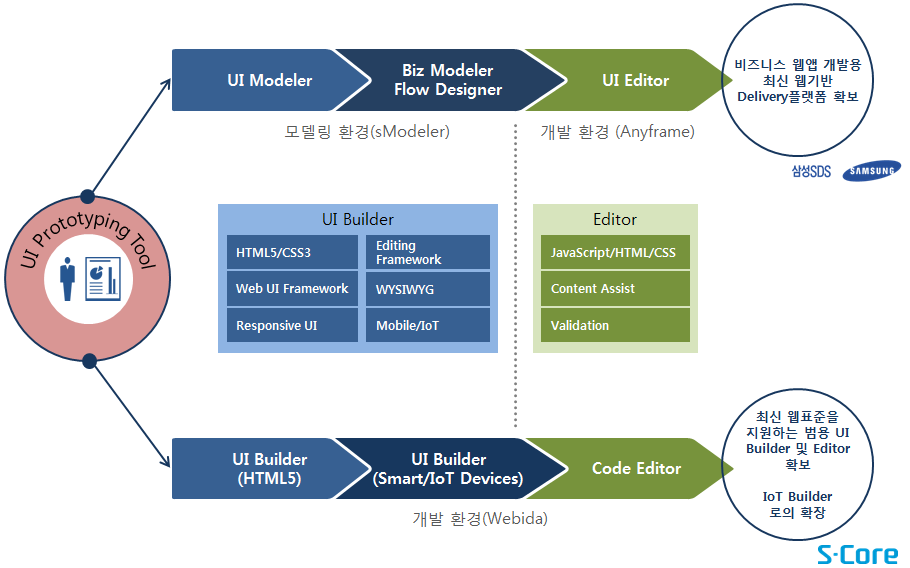 UI Modeler
Biz Modeler
Flow Designer
UI Editor
비즈니스 웹앱 개발용
최신 웹기반
Delivery플랫폼 확보
모델링 환경(sModeler)
개발 환경 (Anyframe)
삼성SDS
SAMSUNG
UI Prototyping Tool
UI Builder
HTML5/CSS3
Editing
Framework
Web UI Framework
WYSIWYG
Responsive UI
Mobile/IoT
Editor
JavaScript/HTML/CSS
Content Assist
Validation
UI Builder
(HTML5)
UI Builder
(Smart/IoT Devices)
Code Editor
최신 웹표준을
지원하는 범용 UI
Builder 및 Editor
확보
IoT Builder
로의 확장
개발 환경(Webida)
S-Core